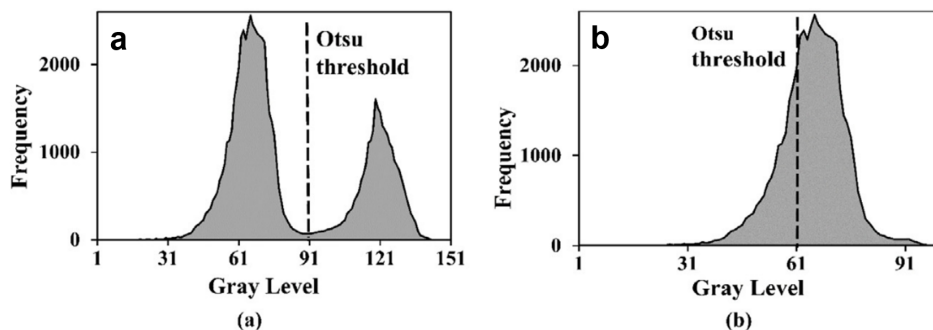 a
Otsu
threshold
2000
1000
0
Frequency
1 31 61 91 121 151
Gray Level
(a)
b
Otsu
threshold
2000
1000
0
Frequency
1 31 61 91
Gray Level
(b)